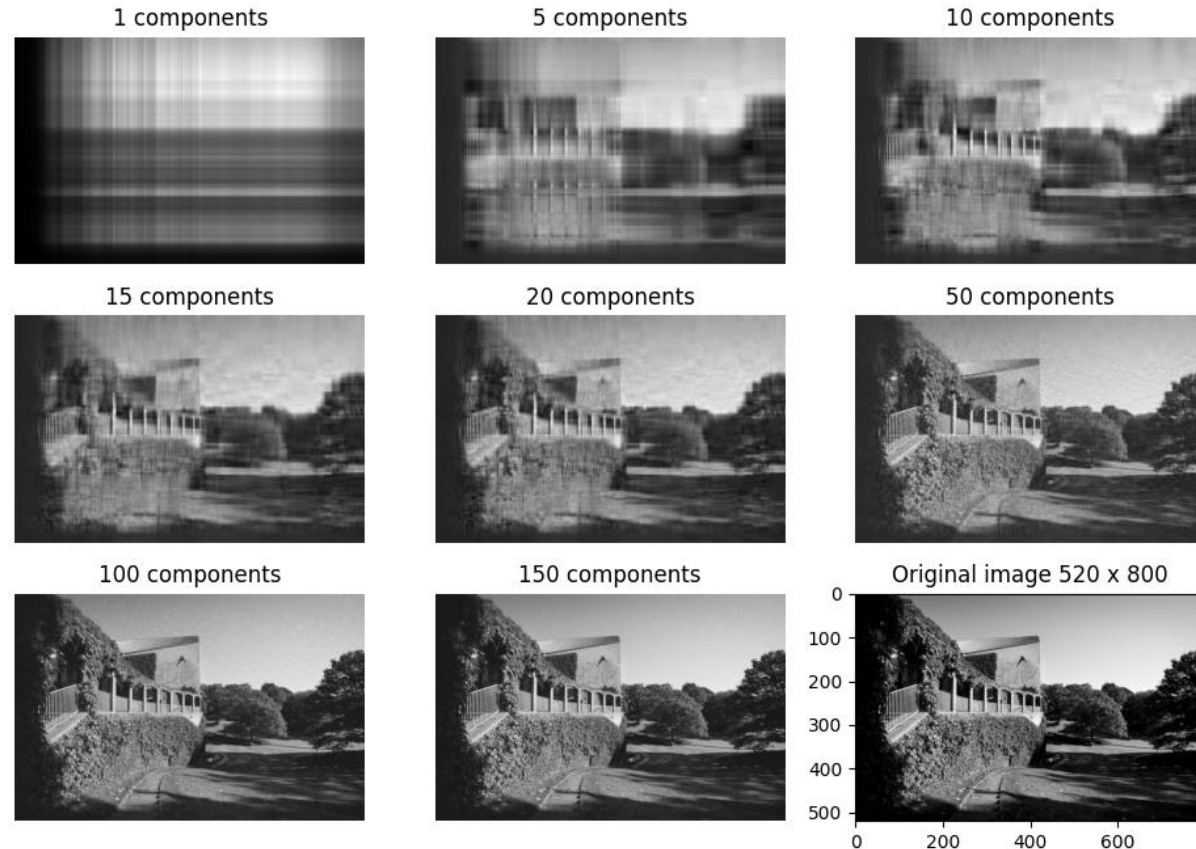 1 components
5 components
10 components
15 components
20 components
50 components
100 components
150 components
Original image 520 x 800
0
100
200
300
400
500
0
200
400
600